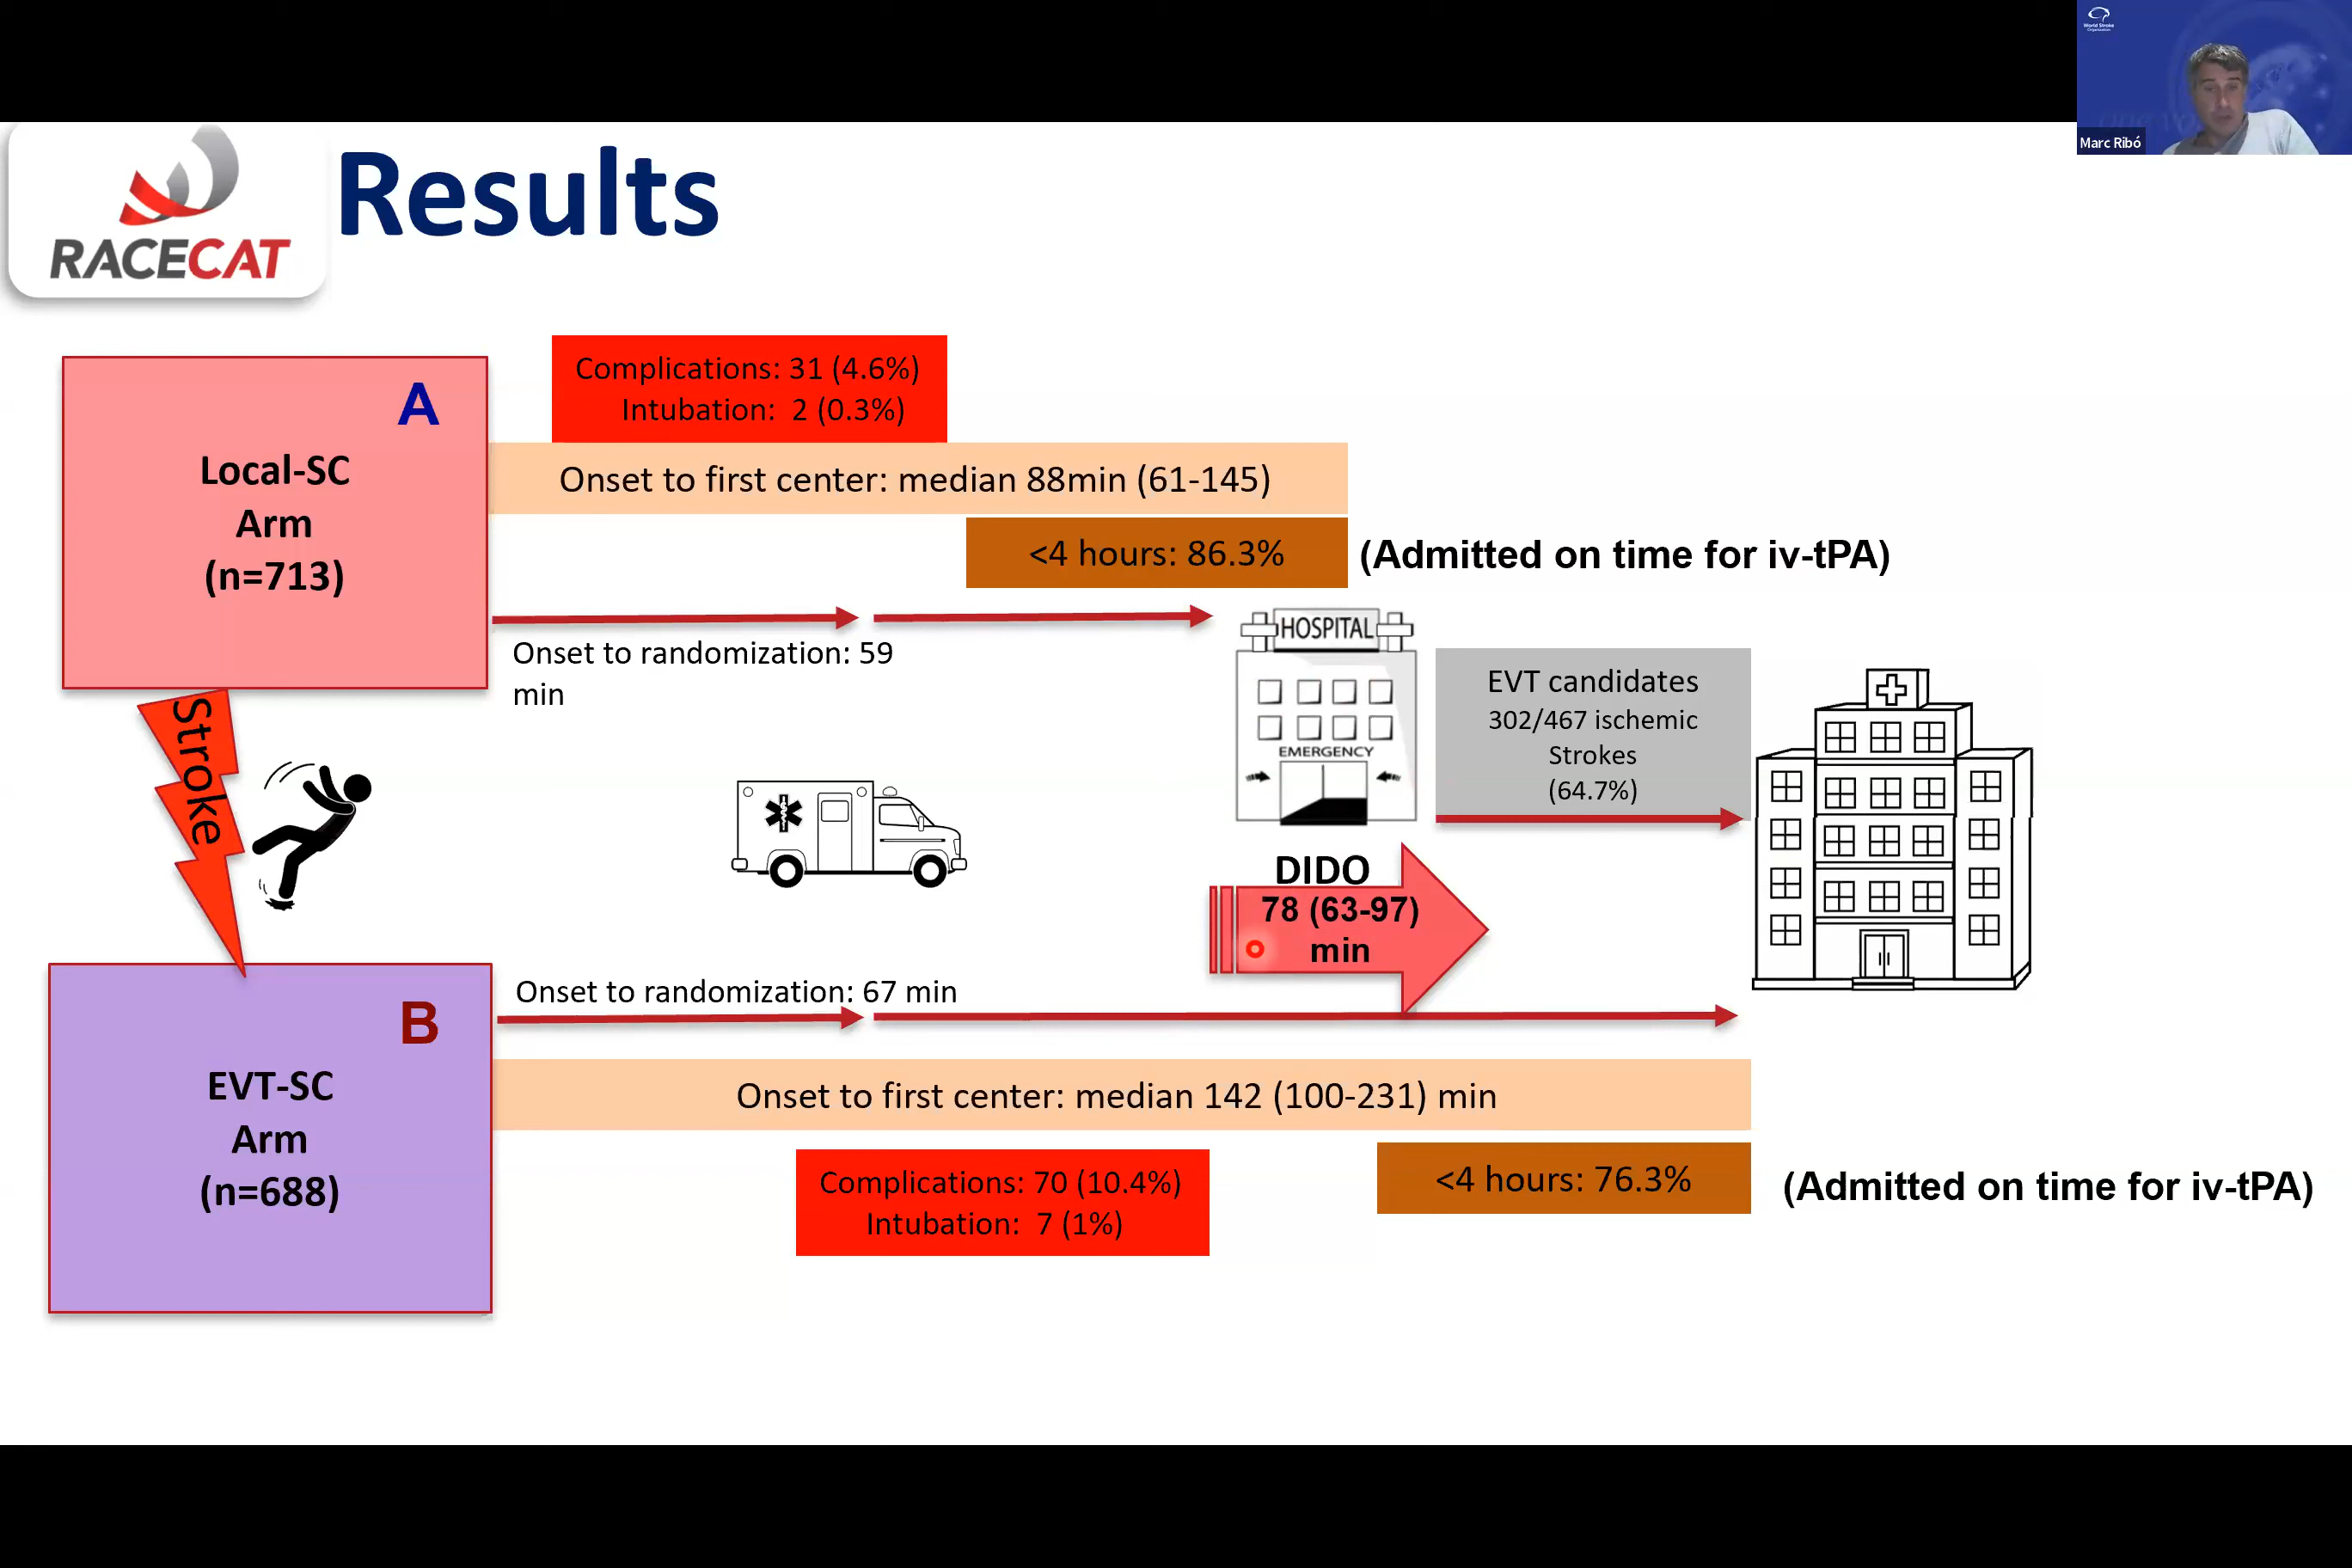 World Stroke
Organization
Marc Ribó
RACECAT
Results
A
Local-SC
Arm
(n=713)
Complications: 31 (4.6%)
Intubation: 2 (0.3%)
Onset to first center: median 88min (61-145)
<4 hours: 86.3%
(Admitted on time for iv-tPA)
Onset to randomization: 59
min
HOSPITAL
EMERGENCY
EVT candidates
302/467 ischemic
Strokes
(64.7%)
Stroke
DIDO
78 (63-97)
min
B
EVT-SC
Arm
(n=688)
Onset to randomization: 67 min
Onset to first center: median 142 (100-231) min
Complications: 70 (10.4%)
Intubation: 7 (1%)
<4 hours: 76.3%
(Admitted on time for iv-tPA)